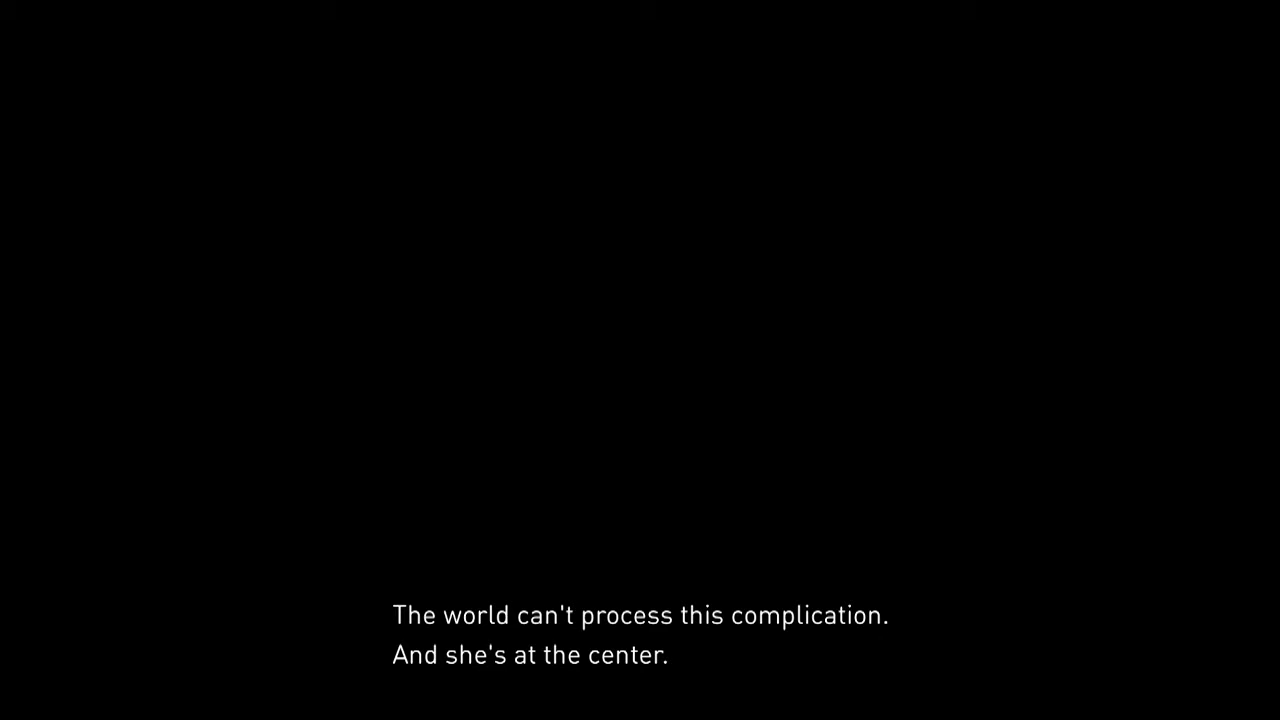 The world can't process this complication.
And she's at the center.